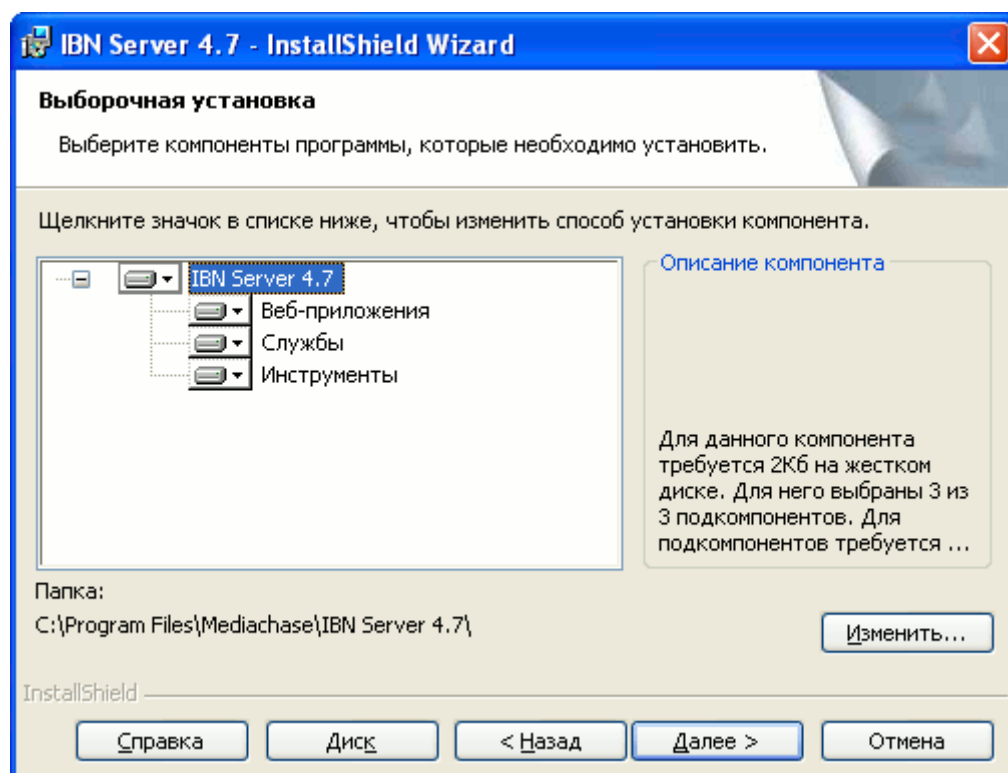 IBN Server 4.7 - InstallShield Wizard
Выборочная установка
Выберите компоненты программы, которые необходимо установить.
Щелкните значок в списке ниже, чтобы изменить способ установки компонента.
IBN Server 4.7
Веб-приложения
Службы
Инструменты
Описание компонента
Для данного компонента
требуется 2Кб на жестком
диске. Для него выбраны 3 из
3 подкомпонентов. Для
подкомпонентов требуется ...
Папка:
C:\Program Files\Mediachase\IBN Server 4.7\
Изменить...
InstallShield
Справка
Диск
< Назад
Далее >
Отмена